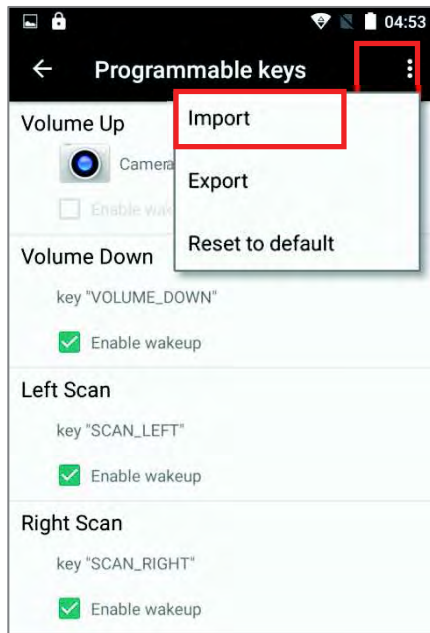 04:53
Programmable keys
Import
Export
Reset to default
Volume Up
Camera
Enable
Volume Down
key "VOLUME_DOWN"
Enable wakeup
Left Scan
key "SCAN_LEFT"
Enable wakeup
Right Scan
key "SCAN_RIGHT"
Enable wakeup